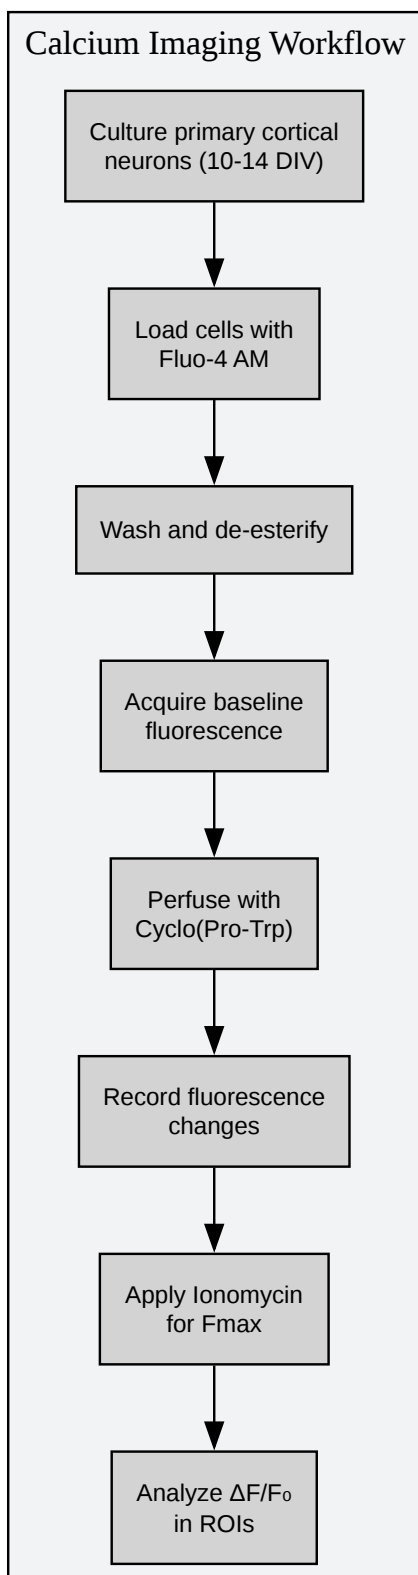 Calcium Imaging Workflow
Culture primary cortical
neurons (10-14 DIV)
Load cells with
Fluo-4 AM
Wash and de-esterify
Acquire baseline
fluorescence
Perfuse with
Cyclo(Pro-Trp)
Record fluorescence
changes
Apply Ionomycin
for Fmax
Analyze ΔF/F₀
in ROIs